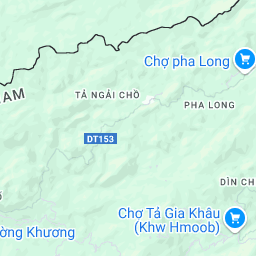 Chợ pha Long
AM
TẢ NGẢI CHỒ
PHA LONG
DT153
DÌN CH
Chợ Tả Gia Khâu
(Khw Hmoob)
ờng Khương